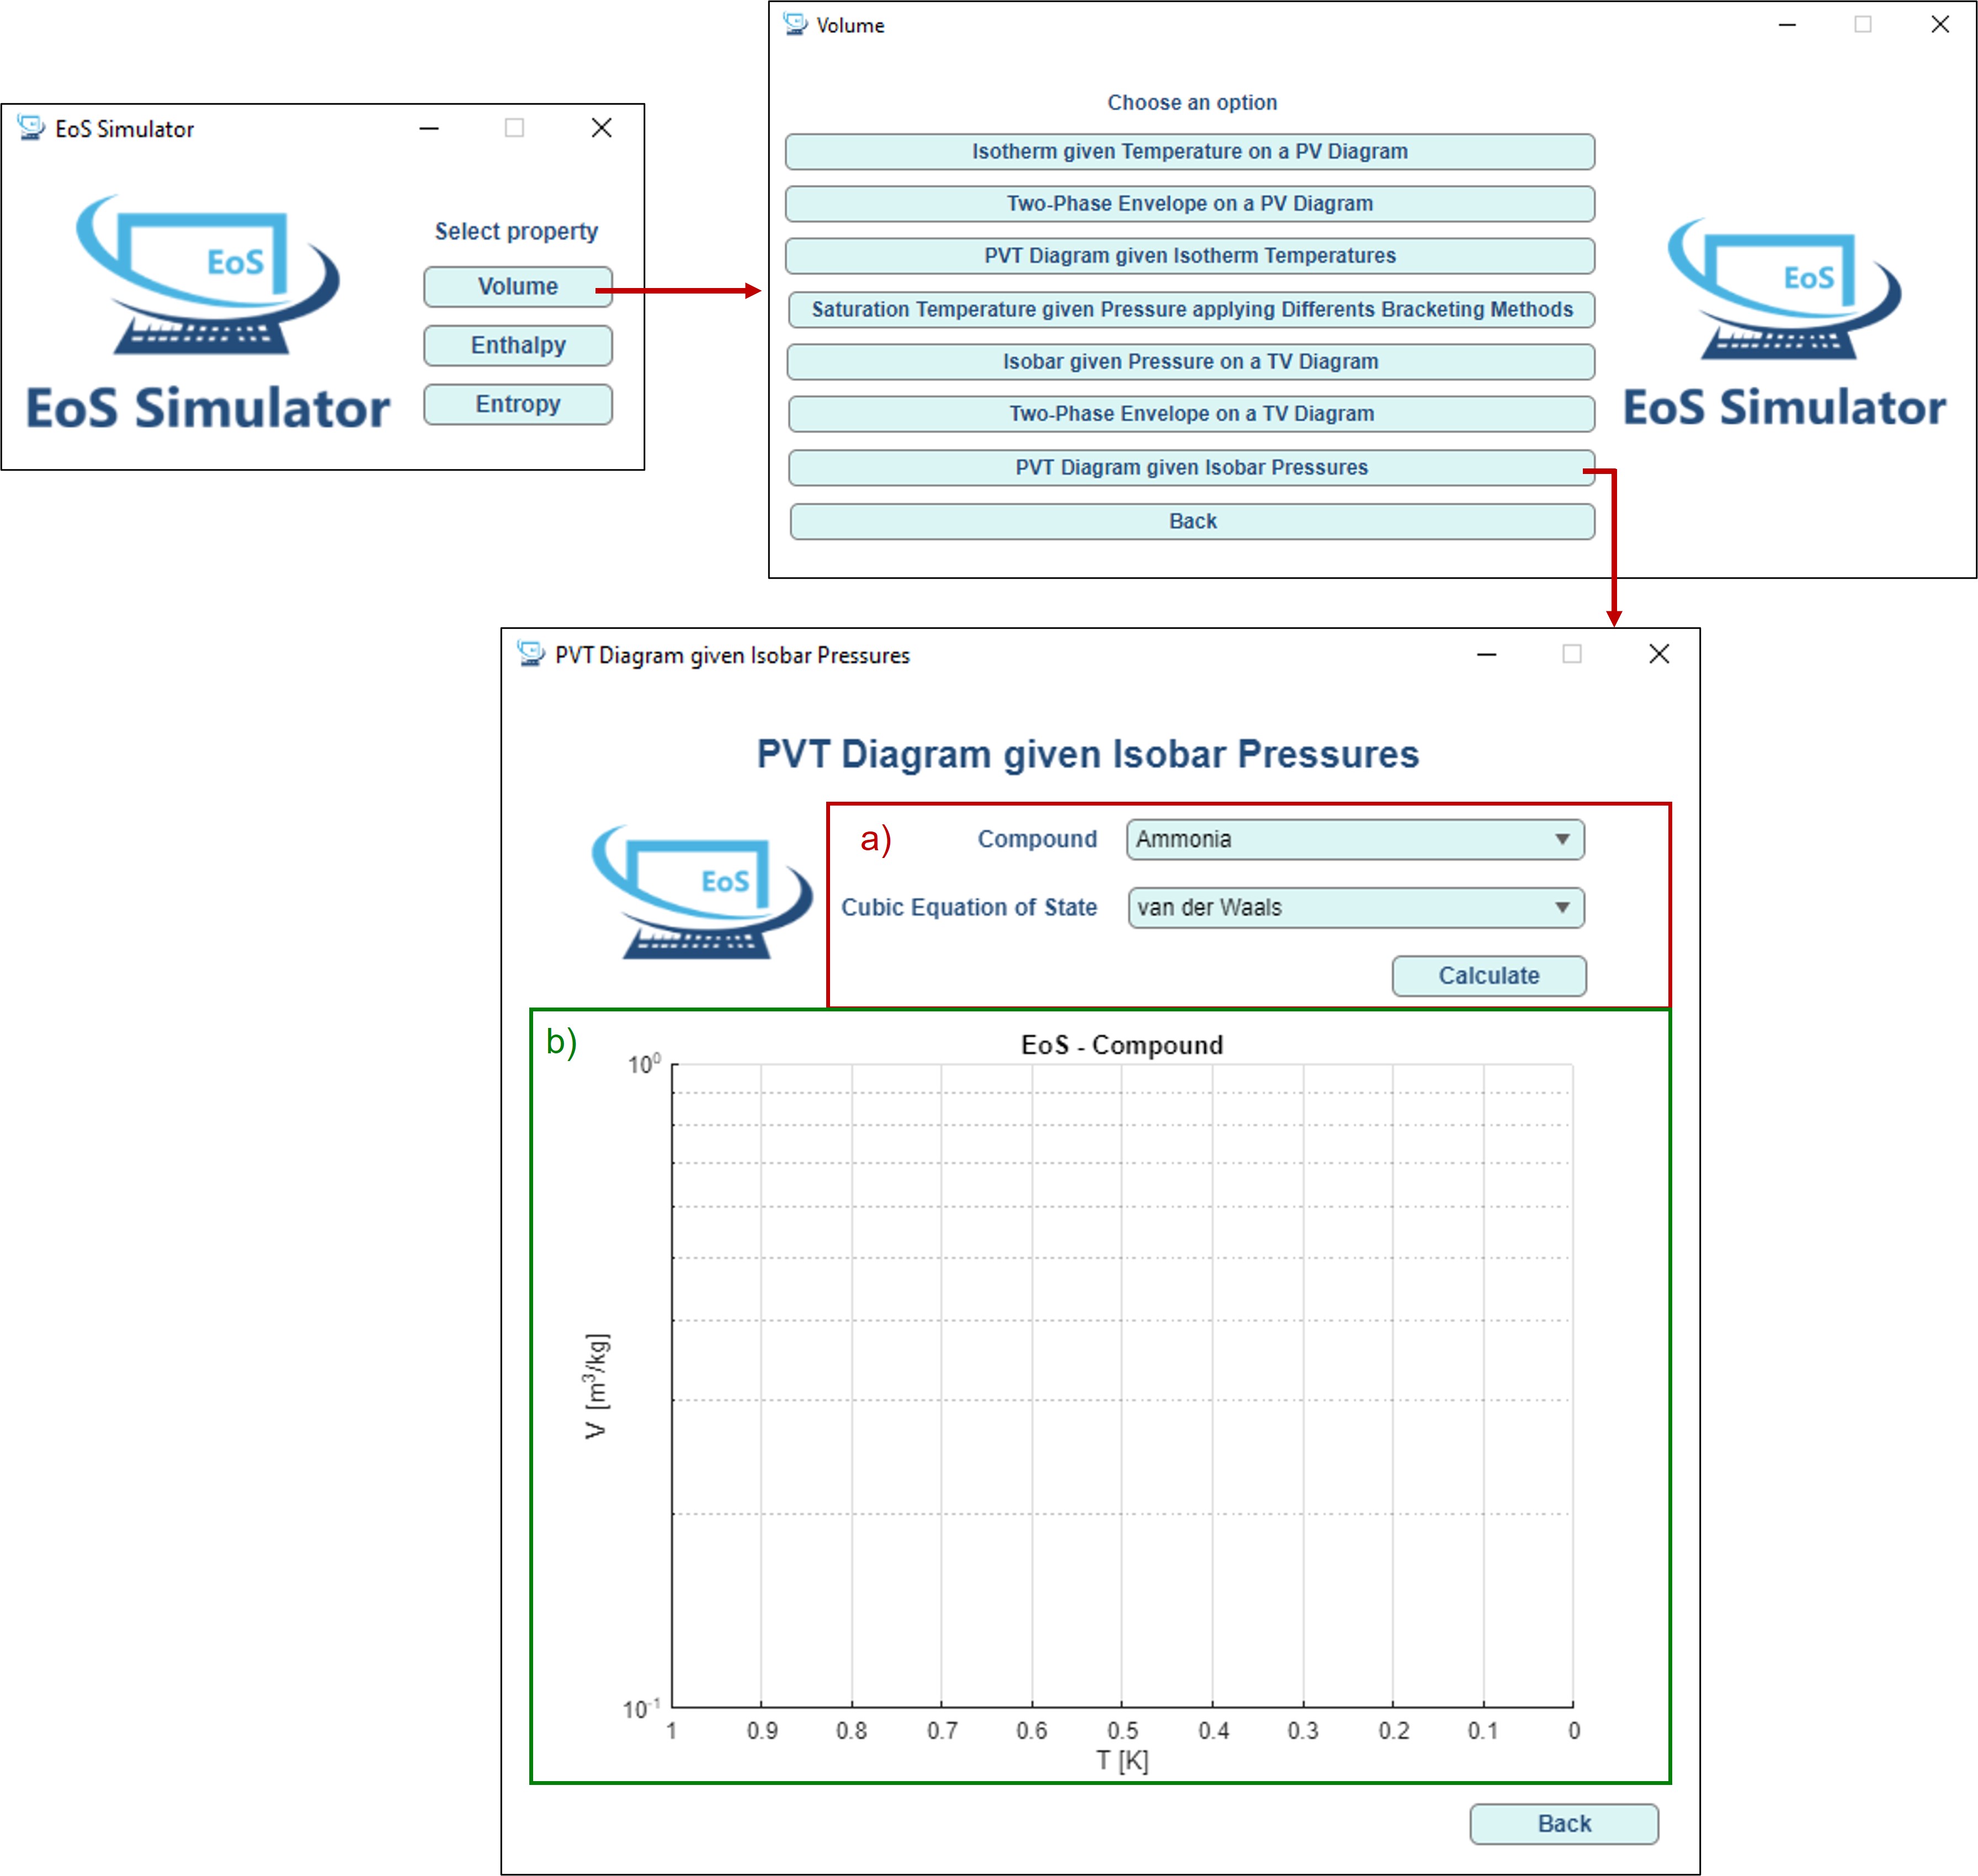 EoS Simulator
EoS
Select property
Volume
Enthalpy
Entropy
EoS Simulator
Volume
Choose an option
Isotherm given Temperature on a PV Diagram
Two-Phase Envelope on a PV Diagram
PVT Diagram given Isotherm Temperatures
Saturation Temperature given Pressure applying Differents Bracketing Methods
Isobar given Pressure on a TV Diagram
Two-Phase Envelope on a TV Diagram
PVT Diagram given Isobar Pressures
Back
EoS
EoS Simulator
PVT Diagram given Isobar Pressures
PVT Diagram given Isobar Pressures
EoS
a)
Compound Ammonia
Cubic Equation of State van der Waals
Calculate
b)
EoS - Compound
10⁰
V [m³/kg]
10⁻¹
1 0.9 0.8 0.7 0.6 0.5 0.4 0.3 0.2 0.1 0
T [K]
Back